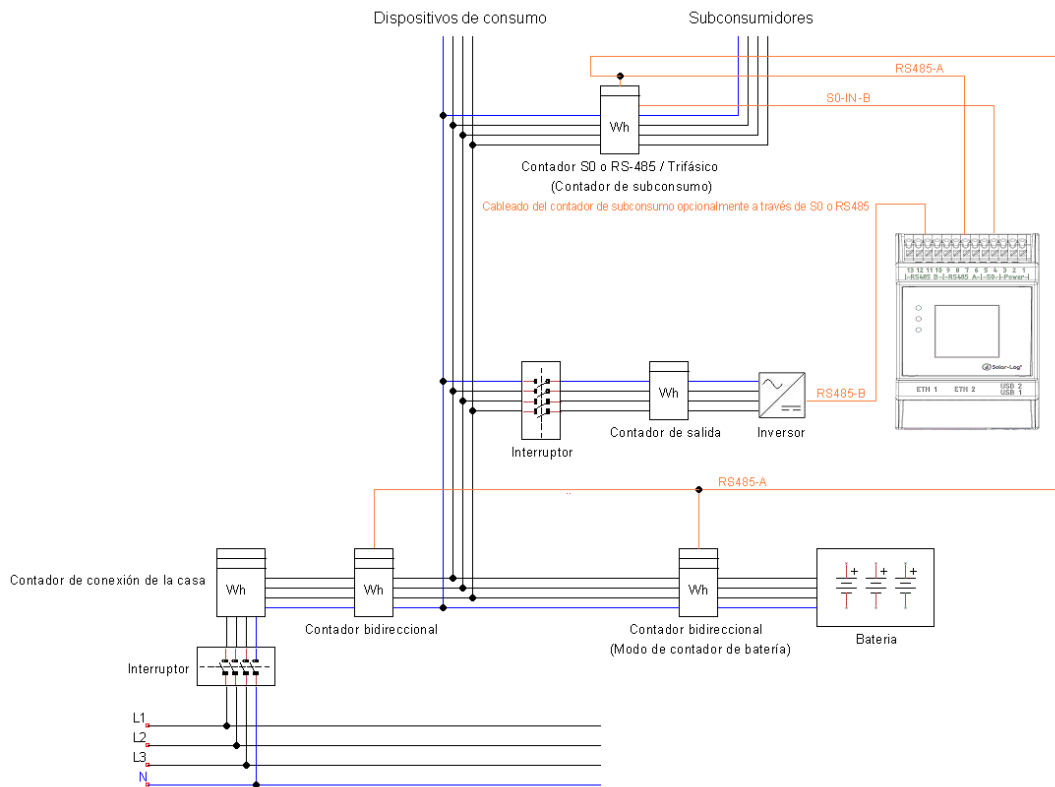 Dispositivos de consumo
Subconsumidores
RS485-A
S0-IN-B
Wh
Contador S0 o RS-485 / Trifásico
(Contador de subconsumo)
Cableado del contador de subconsumo opcionalmente a través de S0 o RS485
13 12 11 10 9 8 7 6 5 4 3 2 1
|-RS485 B-|-RS485 A-|-S0-|-Power-|
Solar-Log
ETH 1 ETH 2 USB 2
USB 1
Wh
RS485-B
Contador de salida
Inversor
Interruptor
RS485-A
Contador de conexión de la casa
Wh
Wh
Wh
+ + +
Contador bidireccional
Contador bidireccional
(Modo de contador de batería)
Bateria
Interruptor
L1
L2
L3
N